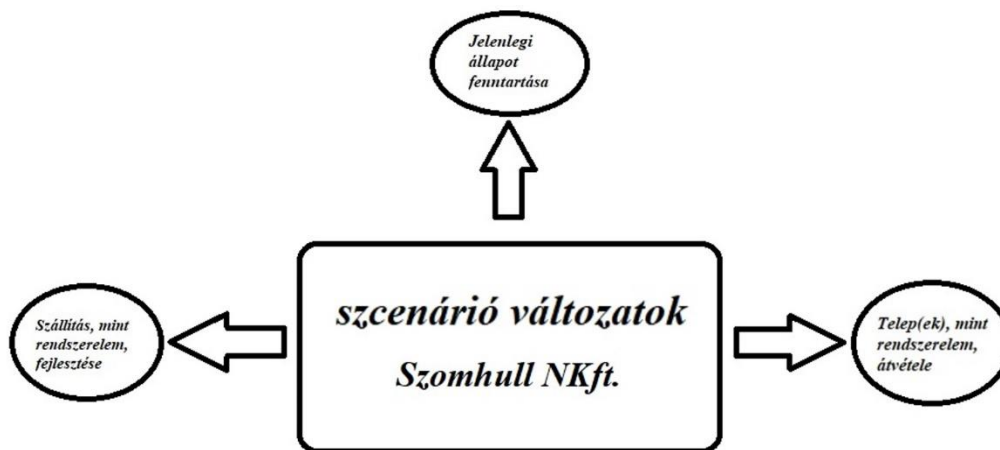 Jelenlegi
állapot
fenntartása
szcenárió változatok
Szomhull NKft.
Szállítás, mint
rendszerelem,
fejlesztése
Telep(ek), mint
rendszerelem,
átvétele